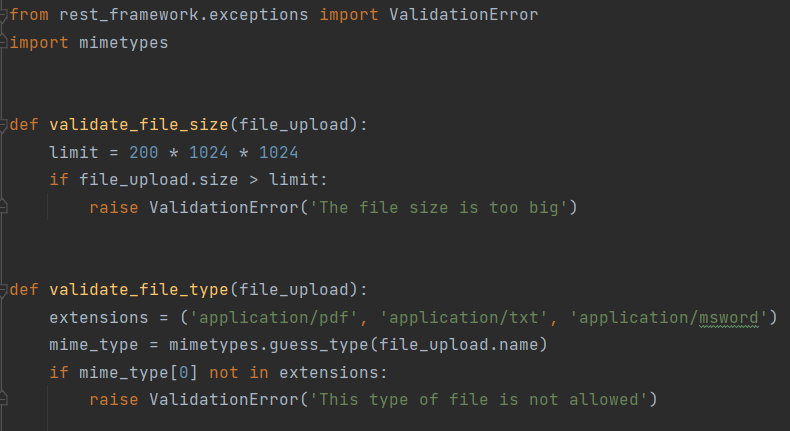 from rest_framework.exceptions import ValidationError
import mimetypes
def validate_file_size(file_upload):
    limit = 200 * 1024 * 1024
    if file_upload.size > limit:
        raise ValidationError('The file size is too big')
def validate_file_type(file_upload):
    extensions = ('application/pdf', 'application/txt', 'application/msword')
    mime_type = mimetypes.guess_type(file_upload.name)
    if mime_type[0] not in extensions:
        raise ValidationError('This type of file is not allowed')